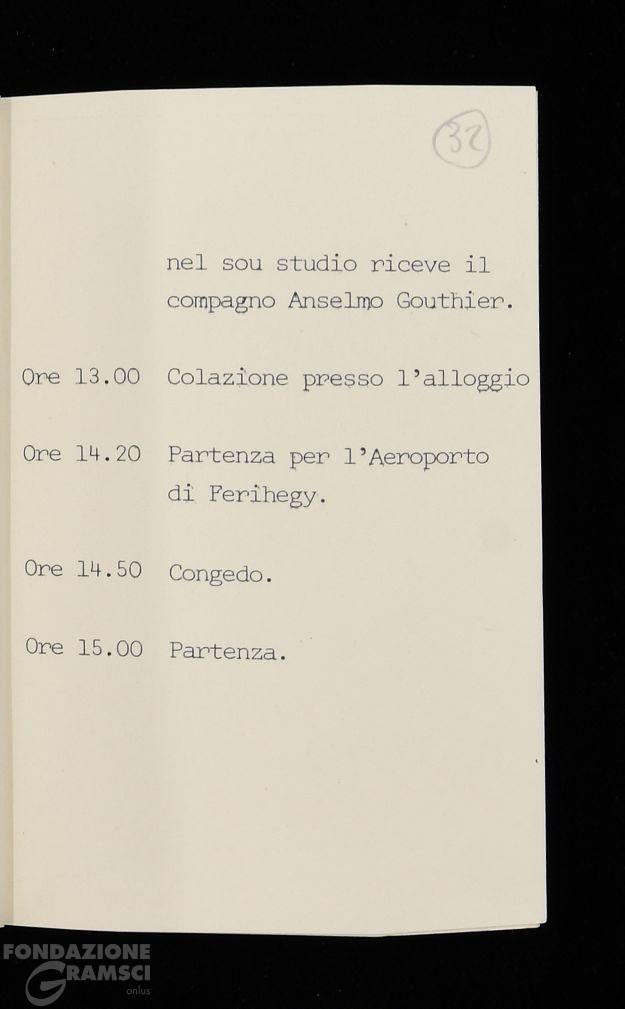 32
nel sou studio riceve il
compagno Anselmo Gouthier.
Ore 13.00 Colazione presso l'alloggio
Ore 14.20 Partenza per l'Aeroporto
di Ferihegy.
Ore 14.50 Congedo.
Ore 15.00 Partenza.
FONDAZIONE
GRAMSCI
onlus